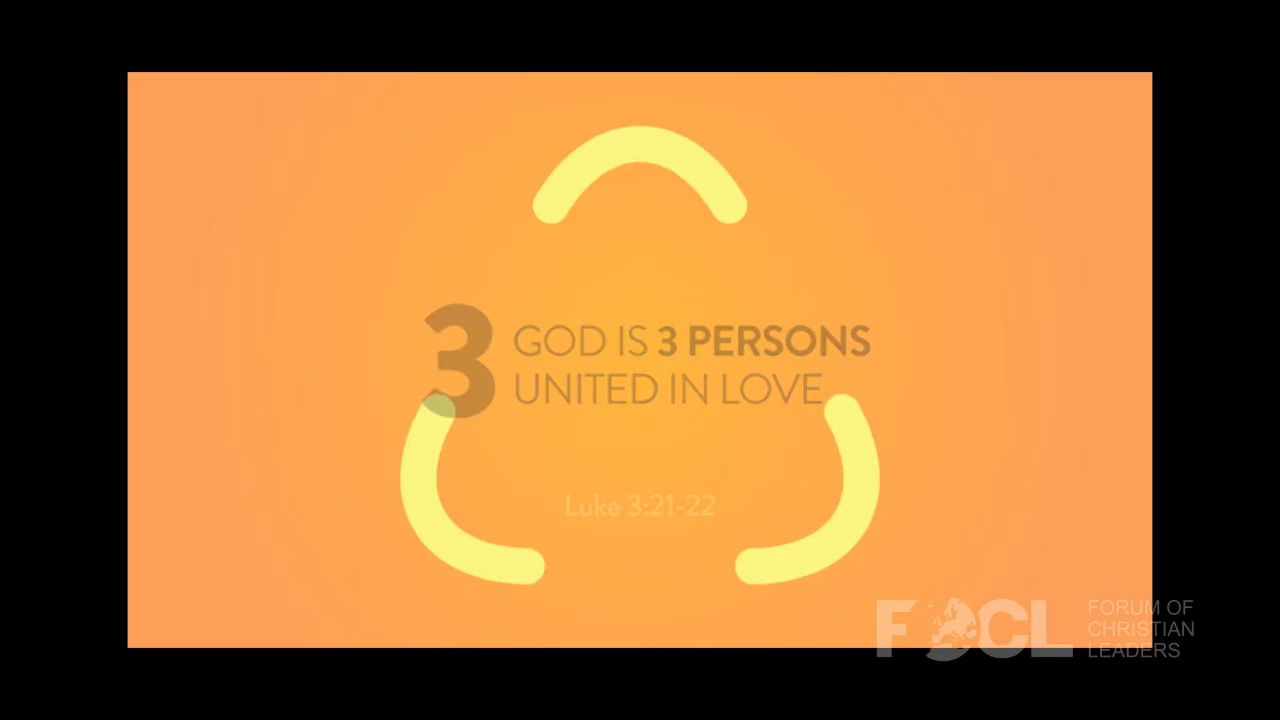 3
GOD IS 3 PERSONS
UNITED IN LOVE
Luke 3:21-22
FOCL
FORUM OF
CHRISTIAN
LEADERS